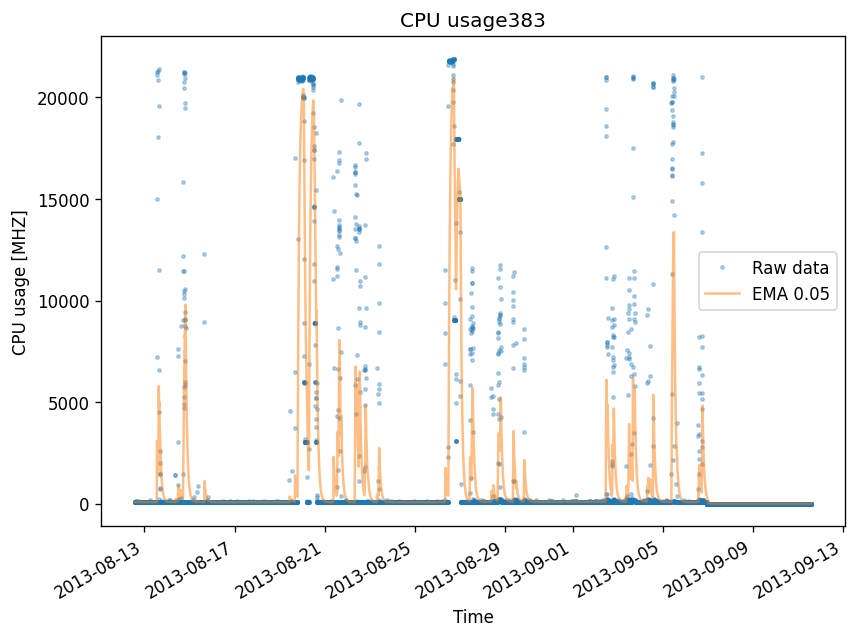 CPU usage383
CPU usage [MHZ]
20000
15000
10000
5000
0
Raw data
EMA 0.05
2013-08-13
2013-08-17
2013-08-21
2013-08-25
2013-08-29
2013-09-01
2013-09-05
2013-09-09
2013-09-13
Time